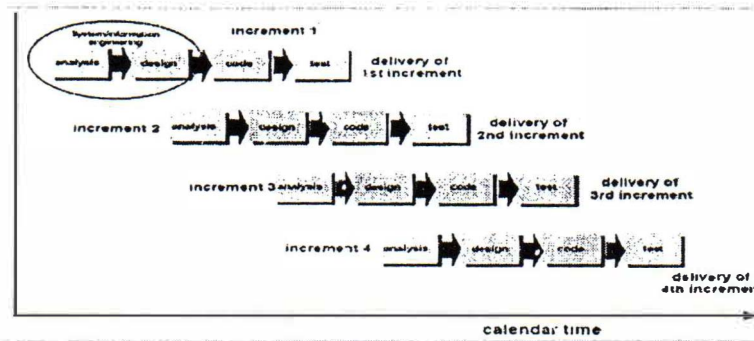 System/information
engineering
increment 1
analysis design code test
delivery of
1st increment
increment 2
analysis design code test
delivery of
2nd increment
increment 3
analysis design code test
delivery of
3rd increment
increment 4
analysis design code test
delivery of
4th increment
calendar time